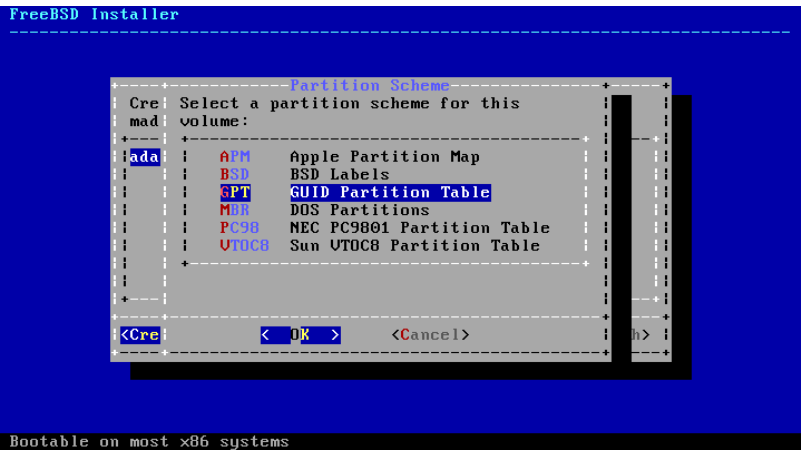 FreeBSD Installer
Partition Scheme
Cre
mad
Select a partition scheme for this
volume:
ada
APM Apple Partition Map
BSD BSD Labels
GPT GUID Partition Table
MBR DOS Partitions
PC98 NEC PC9801 Partition Table
VTOC8 Sun VTOC8 Partition Table
<Cre
< OK >
<Cancel>
h>
Bootable on most x86 systems